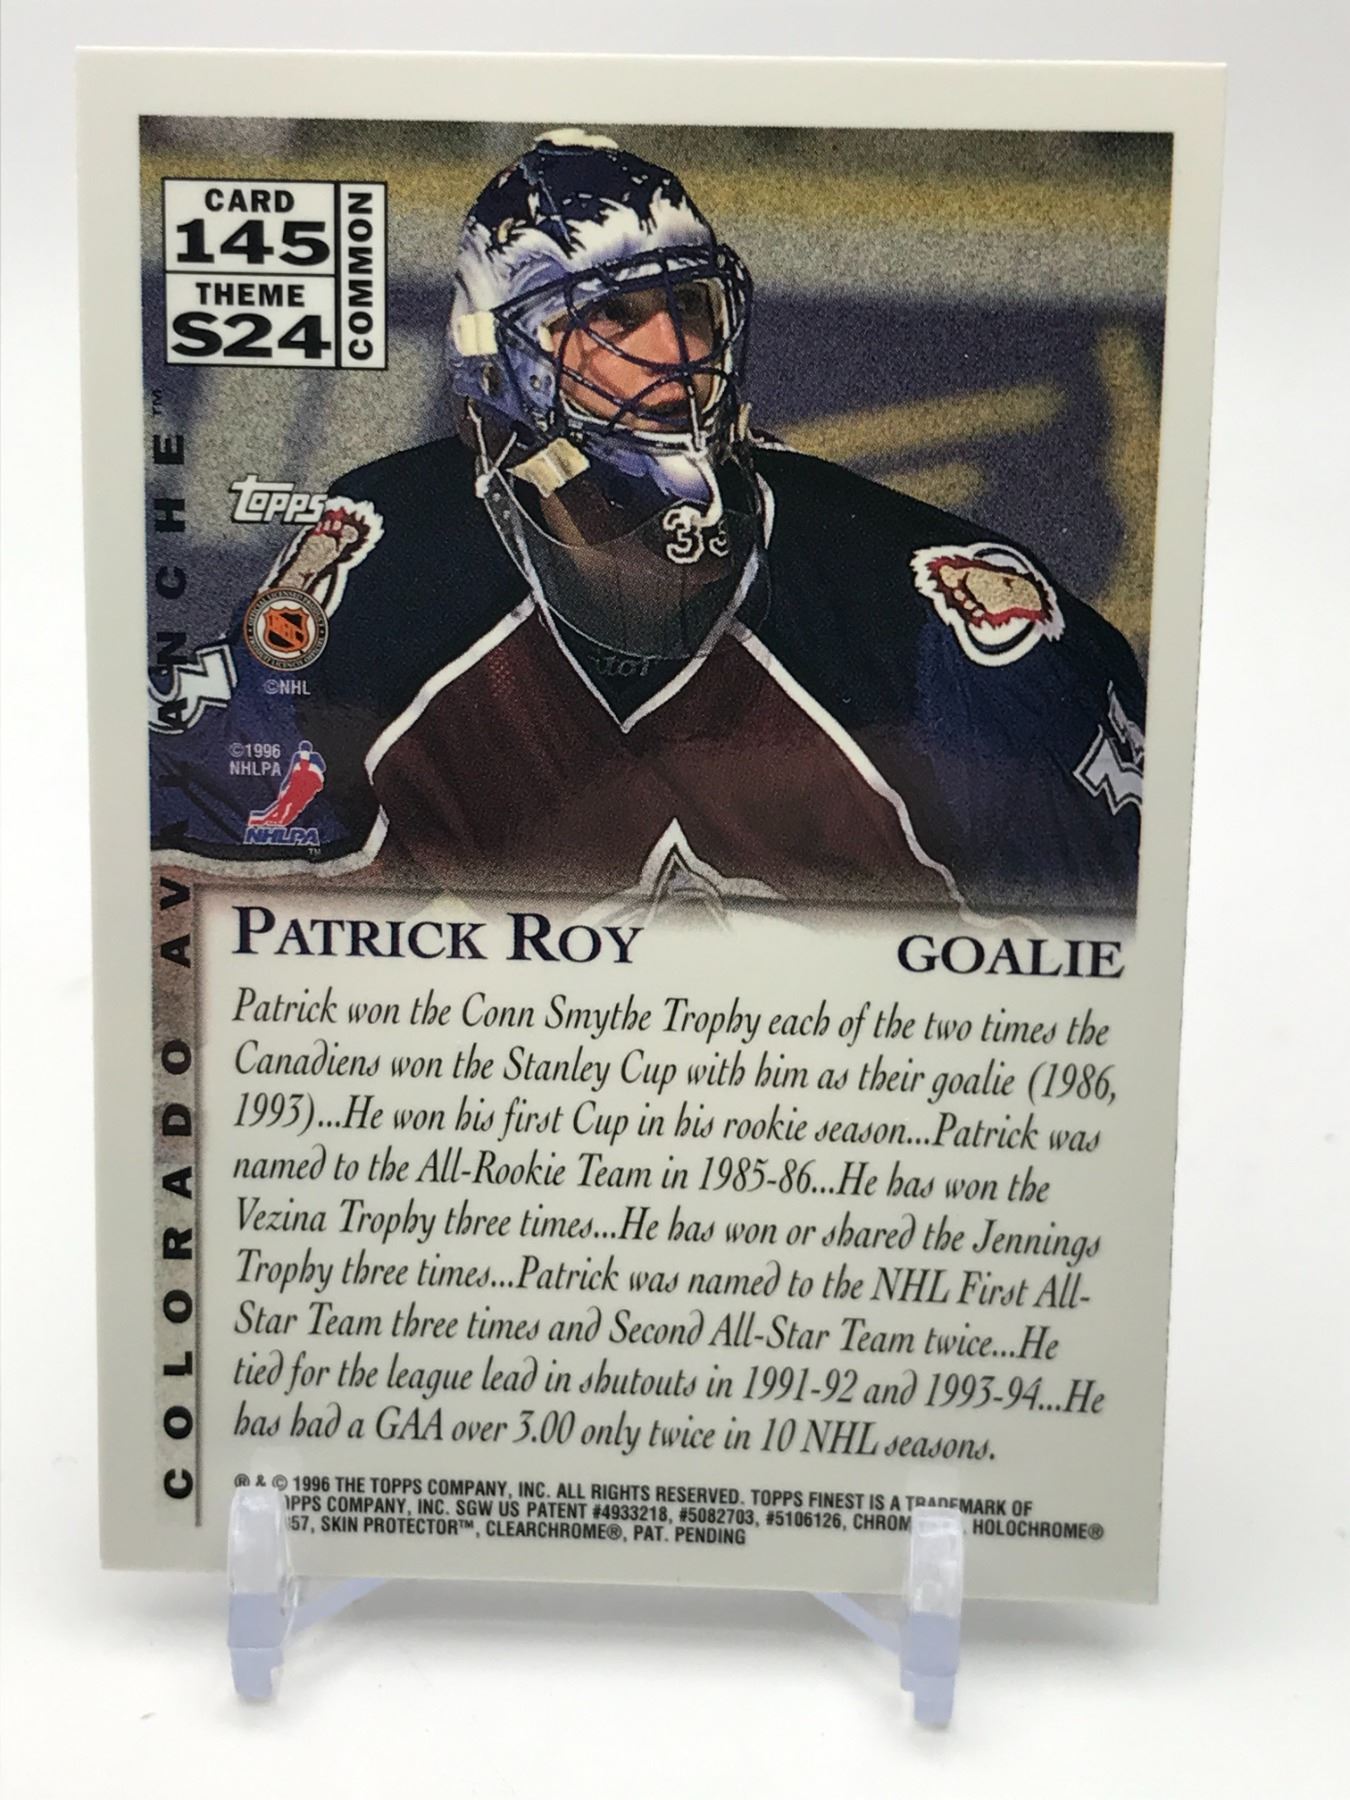 CARD
145
THEME
S24
COMMON
COLORADO AVALANCHE™
Topps
©NHL
©1996
NHLPA
NHLPA
™
33
PATRICK ROY
GOALIE
Patrick won the Conn Smythe Trophy each of the two times the
Canadiens won the Stanley Cup with him as their goalie (1986,
1993)...He won his first Cup in his rookie season...Patrick was
named to the All-Rookie Team in 1985-86...He has won the
Vezina Trophy three times...He has won or shared the Jennings
Trophy three times...Patrick was named to the NHL First All-
Star Team three times and Second All-Star Team twice...He
tied for the league lead in shutouts in 1991-92 and 1993-94...He
has had a GAA over 3.00 only twice in 10 NHL seasons.
® & © 1996 THE TOPPS COMPANY, INC. ALL RIGHTS RESERVED. TOPPS FINEST IS A TRADEMARK OF
TOPPS COMPANY, INC. SGW US PATENT #4933218, #5082703, #5106126, HOLOCHROME®
SKIN PROTECTOR™, CLEARCHROME®, PAT. PENDING